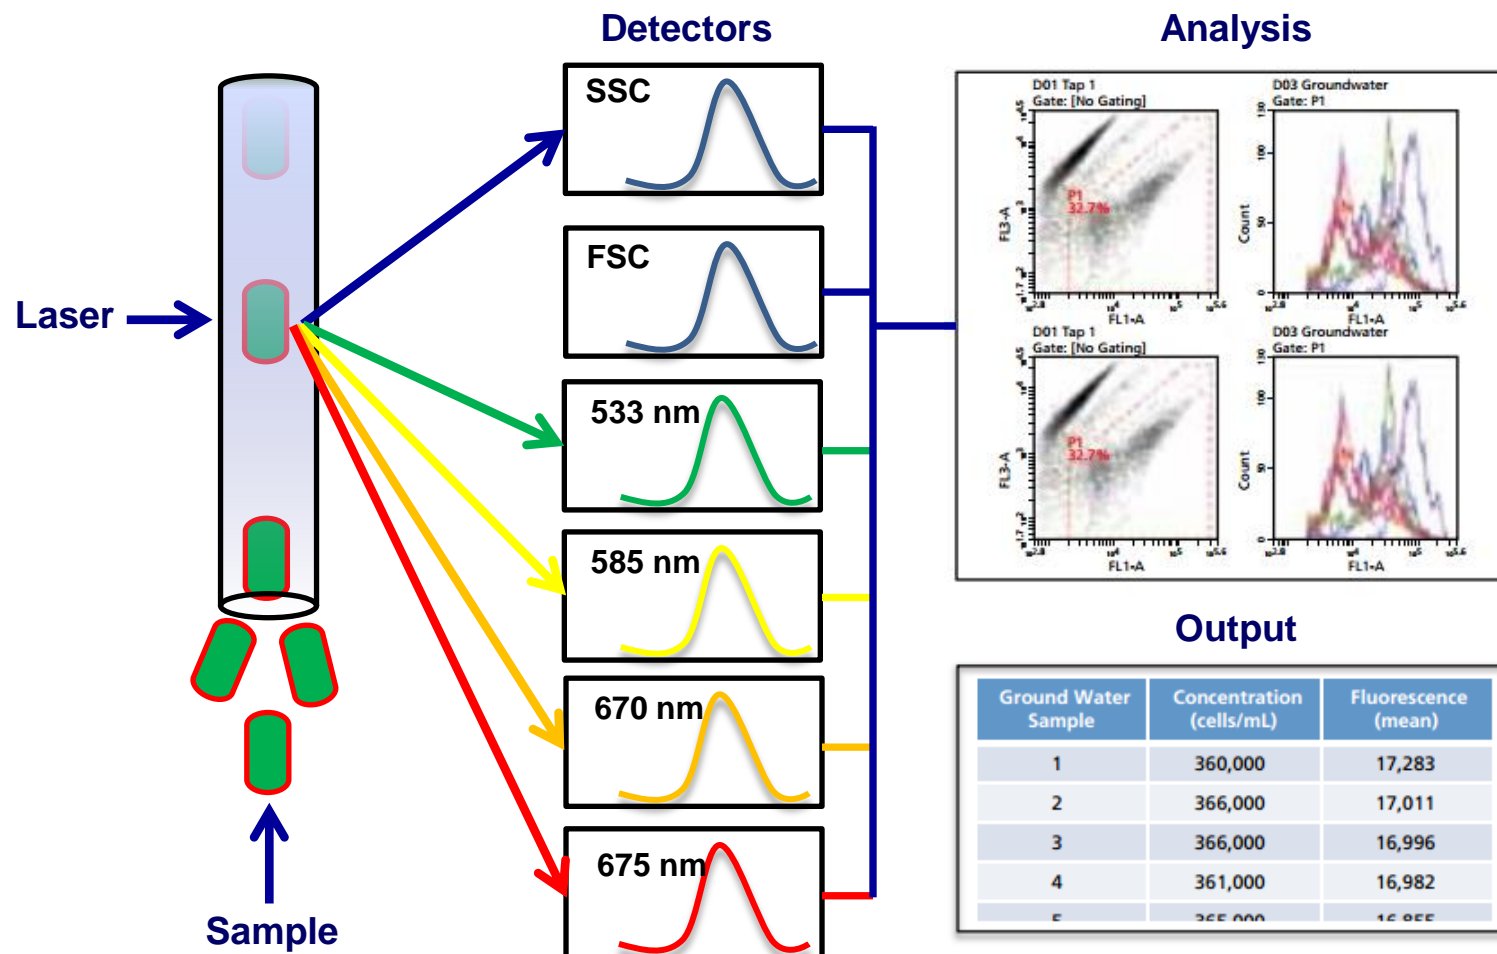 Detectors
Analysis
SSC
FSC
533 nm
585 nm
670 nm
675 nm
Laser
Sample
D01 Tap 1
Gate: [No Gating]
P1
32.7%
FL3-A
FL1-A
D03 Groundwater
Gate: P1
Count
FL1-A
D01 Tap 1
Gate: [No Gating]
P1
32.7%
FL3-A
FL1-A
D03 Groundwater
Gate: P1
Count
FL1-A
Output
Ground Water Sample Concentration (cells/mL) Fluorescence (mean)
1 360,000 17,283
2 366,000 17,011
3 366,000 16,996
4 361,000 16,982